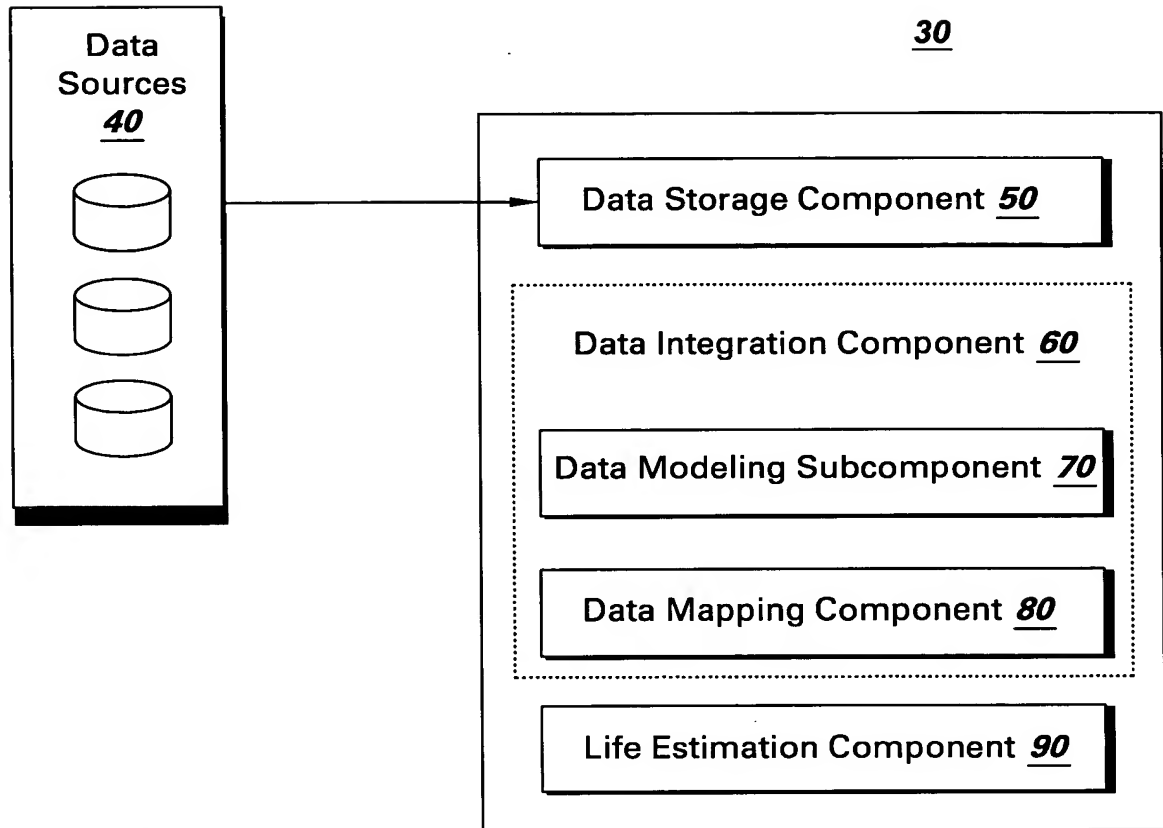 Data
Sources
40
30
Data Storage Component 50
Data Integration Component 60
Data Modeling Subcomponent 70
Data Mapping Component 80
Life Estimation Component 90